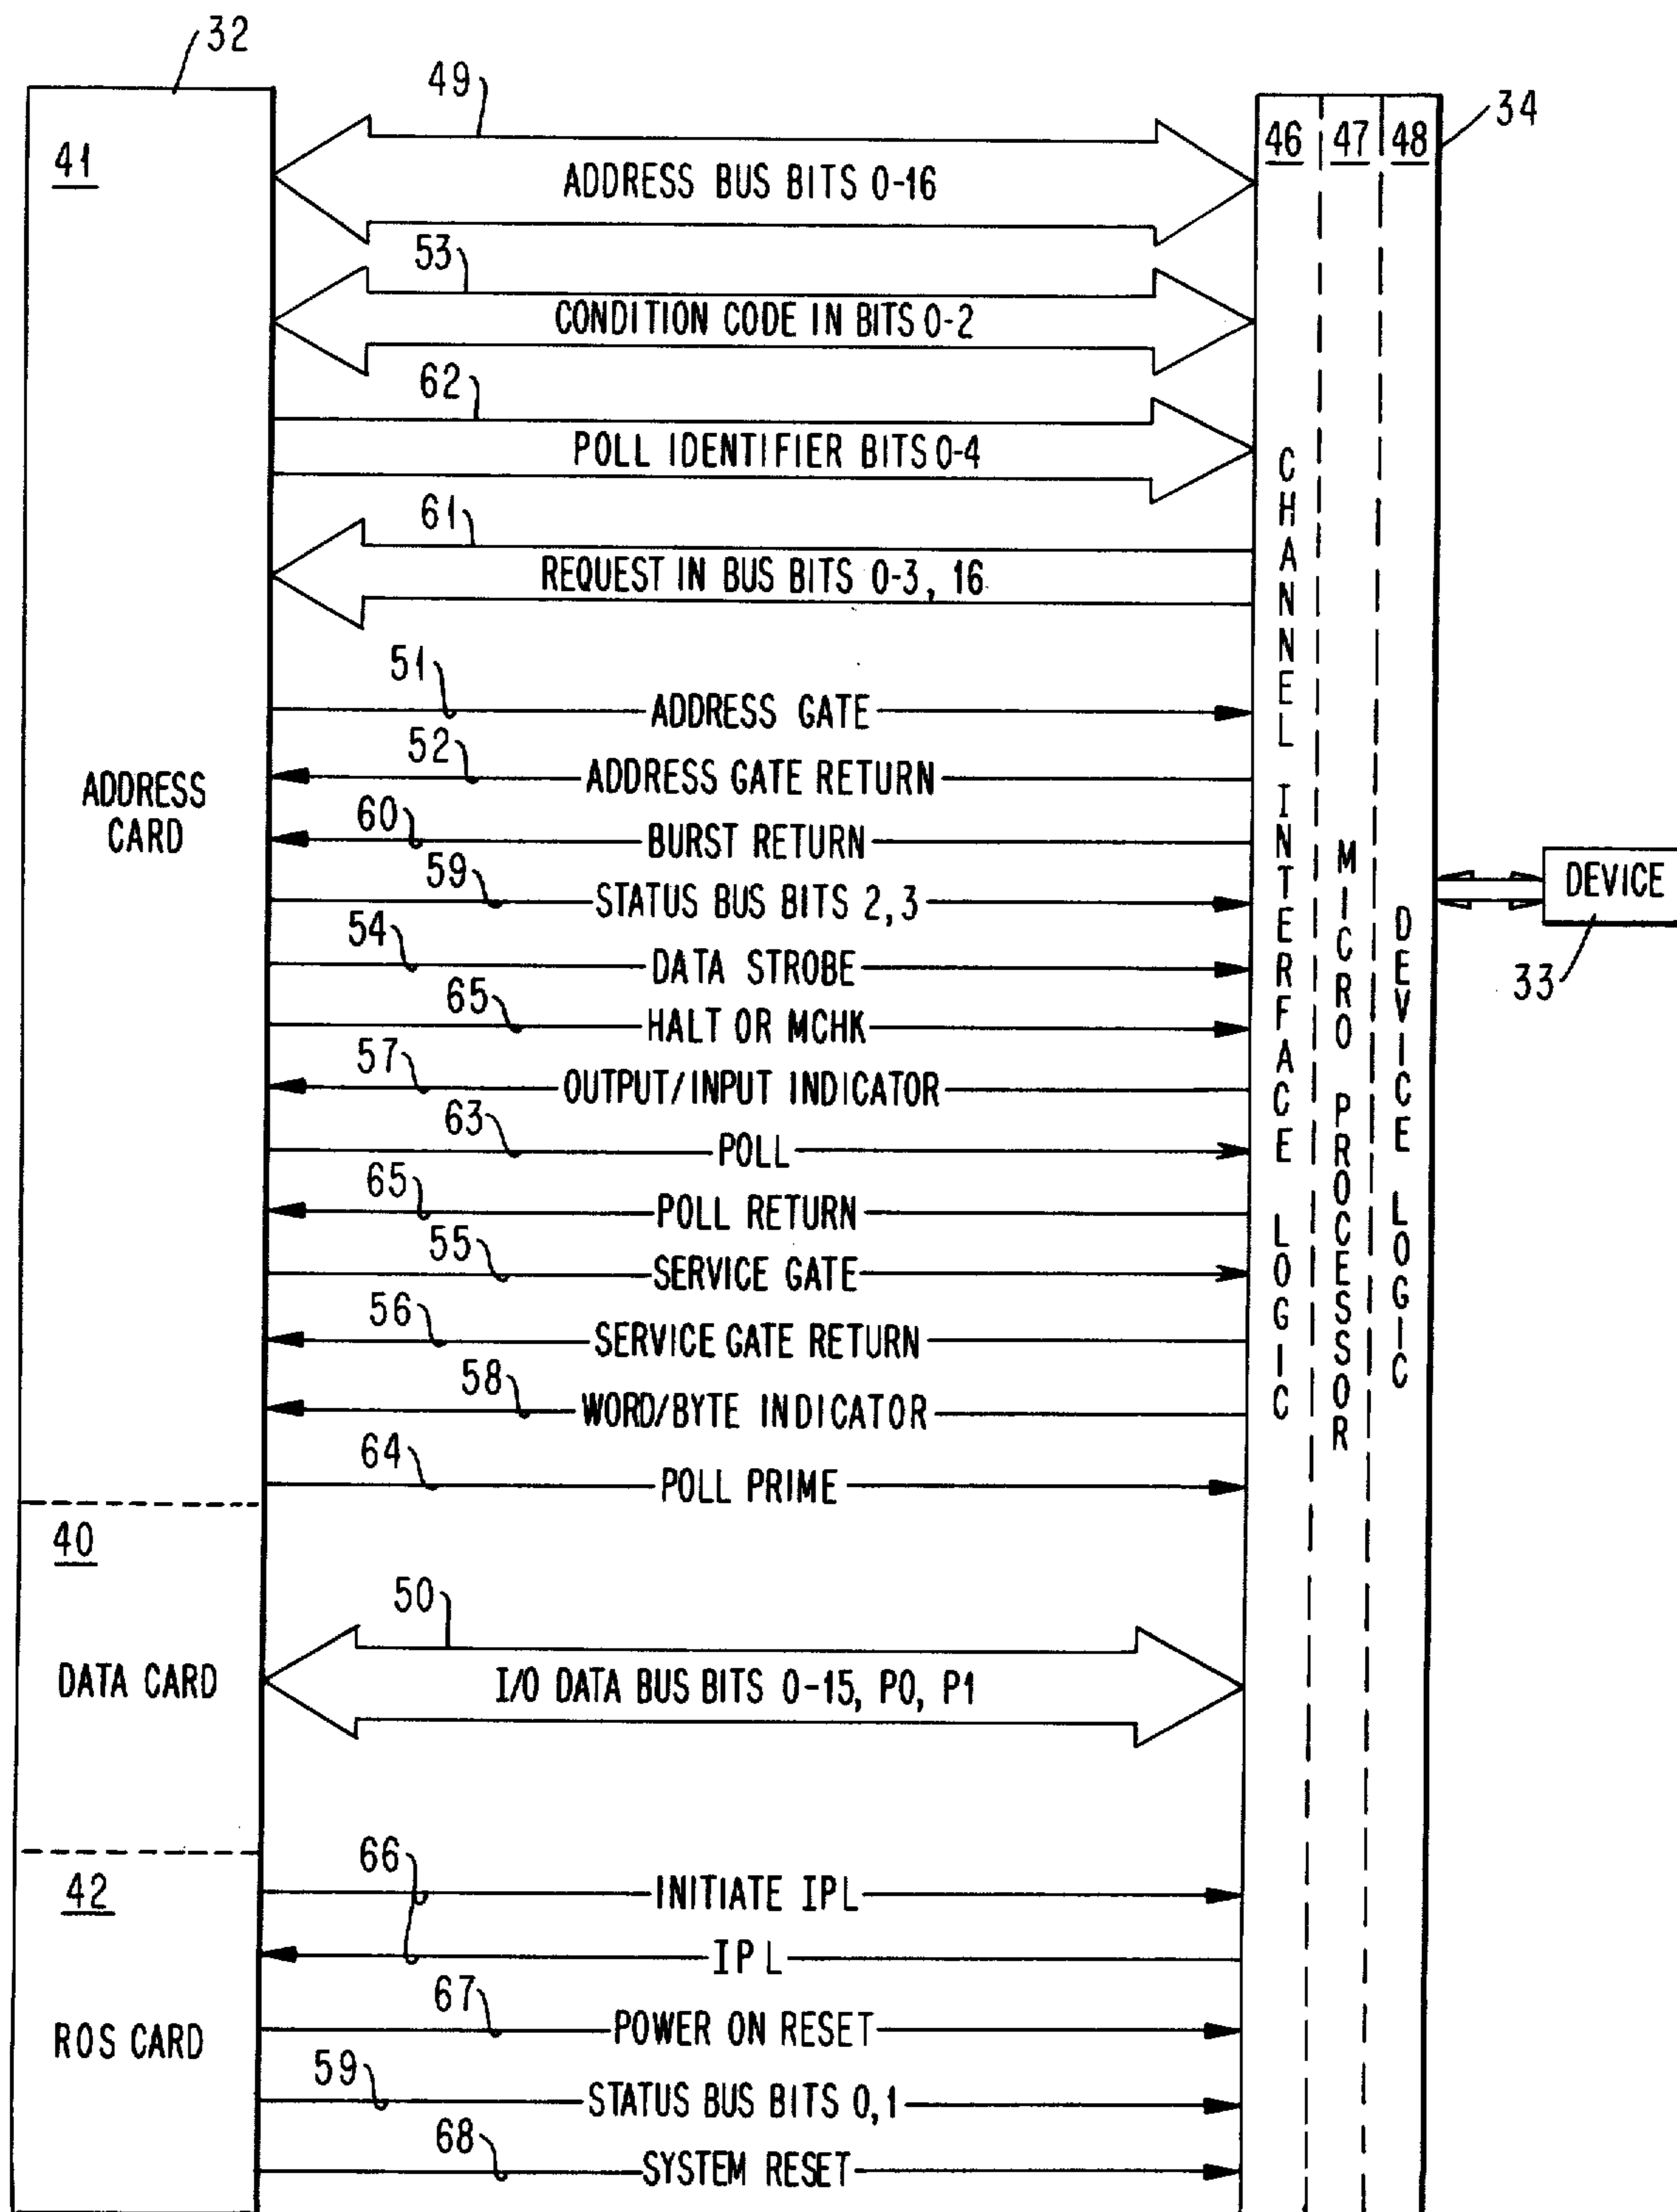 32
49
34
41
46 47 48
ADDRESS BUS BITS 0-16
53
CONDITION CODE IN BITS 0-2
62
POLL IDENTIFIER BITS 0-4
61
REQUEST IN BUS BITS 0-3, 16
51
ADDRESS GATE
52
ADDRESS GATE RETURN
ADDRESS
CARD
60
BURST RETURN
59
STATUS BUS BITS 2,3
54
DATA STROBE
65
HALT OR MCHK
57
OUTPUT/INPUT INDICATOR
63
POLL
65
POLL RETURN
55
SERVICE GATE
56
SERVICE GATE RETURN
58
WORD/BYTE INDICATOR
64
POLL PRIME
CHANNEL INTERFACE LOGIC
MICRO PROCESSOR
DEVICE LOGIC
DEVICE
33
40
50
DATA CARD
I/O DATA BUS BITS 0-15, P0, P1
42
66
INITIATE IPL
IPL
ROS CARD
67
POWER ON RESET
59
STATUS BUS BITS 0,1
68
SYSTEM RESET